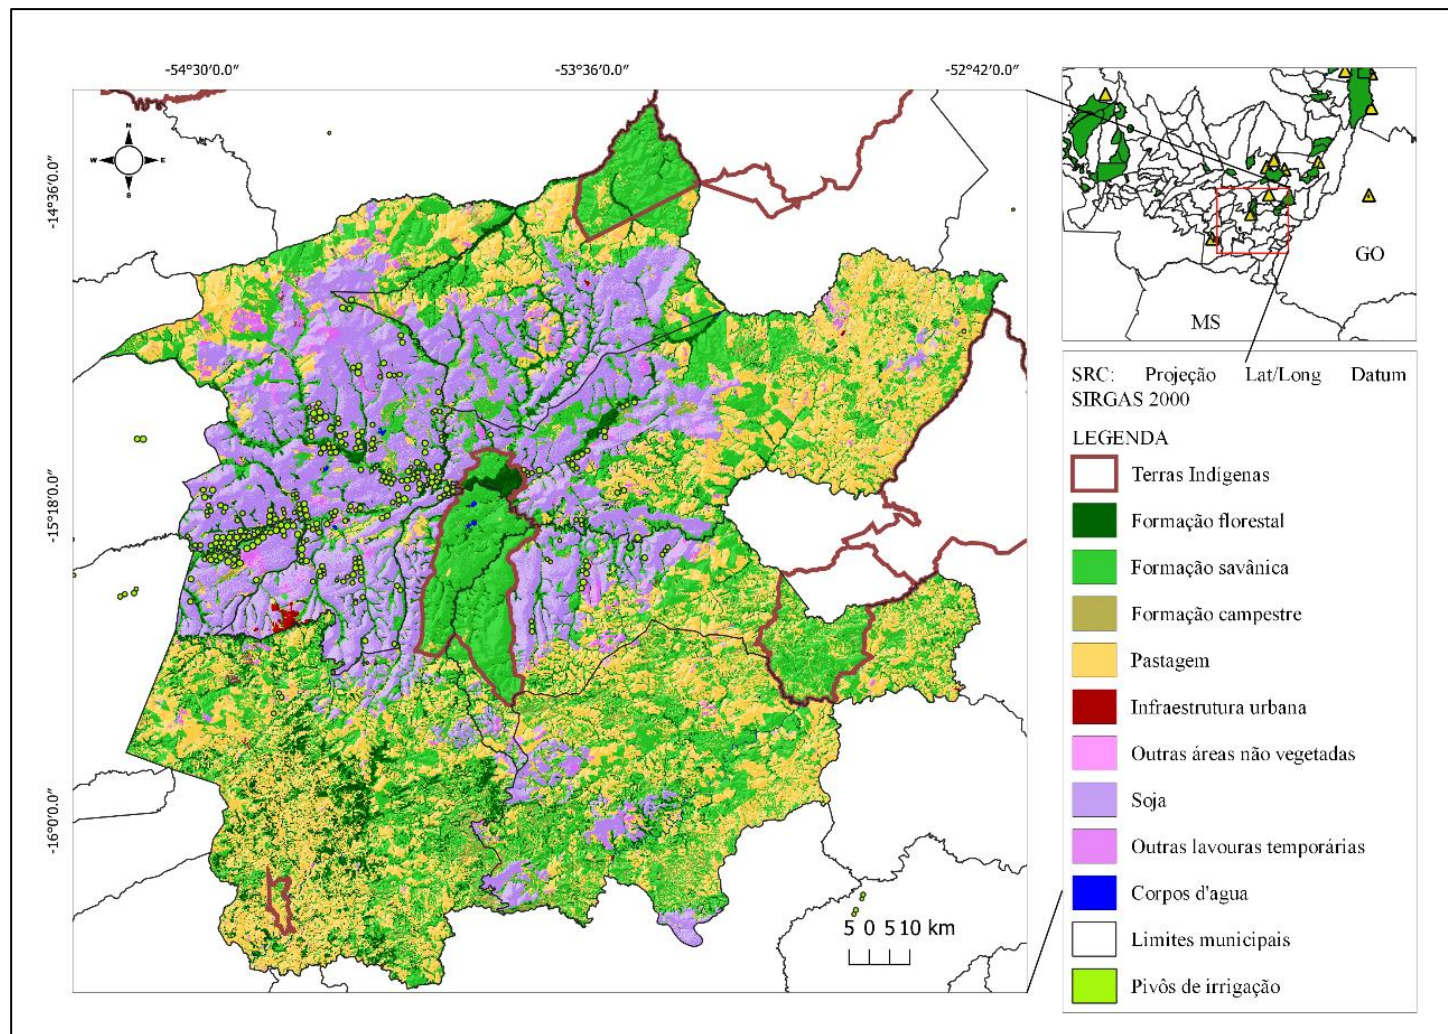 -54°30'0.0"
-53°36'0.0"
-52°42'0.0"
N
W
E
S
-14°36'0.0"
-15°18'0.0"
-16°0'0.0"
5 0 5 10 km
GO
MS
SRC: Projeção Lat/Long Datum
SIRGAS 2000
LEGENDA
Terras Indígenas
Formação florestal
Formação savânica
Formação campestre
Pastagem
Infraestrutura urbana
Outras áreas não vegetadas
Soja
Outras lavouras temporárias
Corpos d'agua
Limites municipais
Pivôs de irrigação